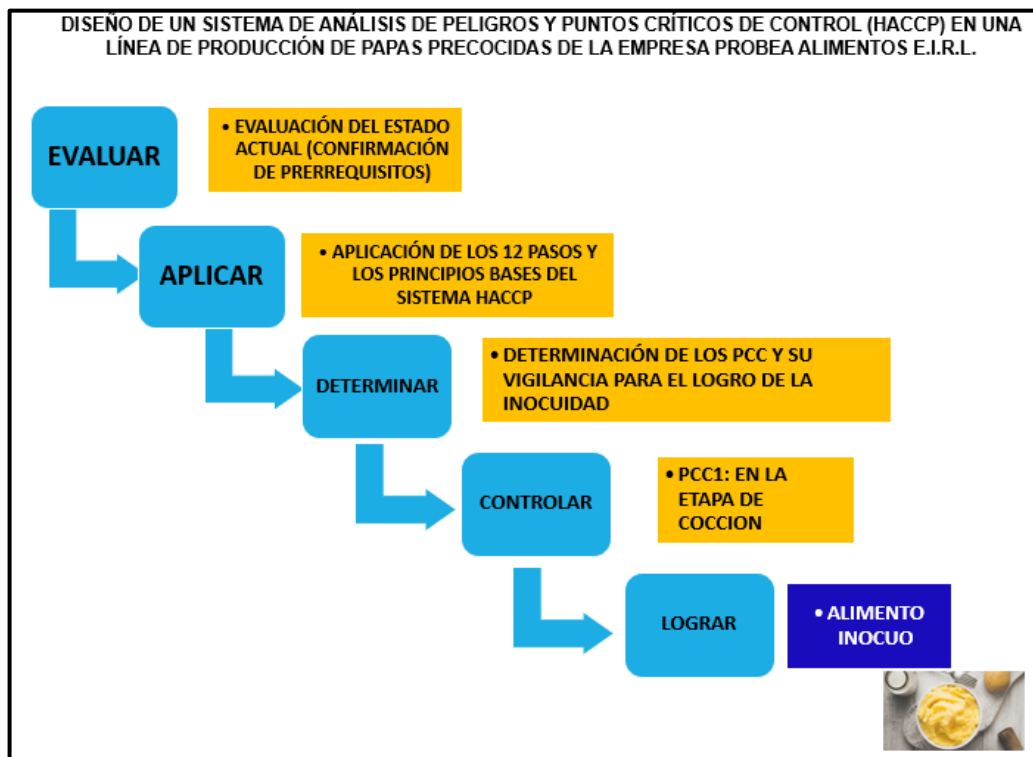 DISEÑO DE UN SISTEMA DE ANÁLISIS DE PELIGROS Y PUNTOS CRÍTICOS DE CONTROL (HACCP) EN UNA
LÍNEA DE PRODUCCIÓN DE PAPAS PRECOCIDAS DE LA EMPRESA PROBEA ALIMENTOS E.I.R.L.
EVALUAR
• EVALUACIÓN DEL ESTADO
ACTUAL (CONFIRMACIÓN
DE PRERREQUISITOS)
APLICAR
• APLICACIÓN DE LOS 12 PASOS Y
LOS PRINCIPIOS BASES DEL
SISTEMA HACCP
DETERMINAR
• DETERMINACIÓN DE LOS PCC Y SU
VIGILANCIA PARA EL LOGRO DE LA
INOCUIDAD
CONTROLAR
• PCC1: EN LA
ETAPA DE
COCCION
LOGRAR
• ALIMENTO
INOCUO